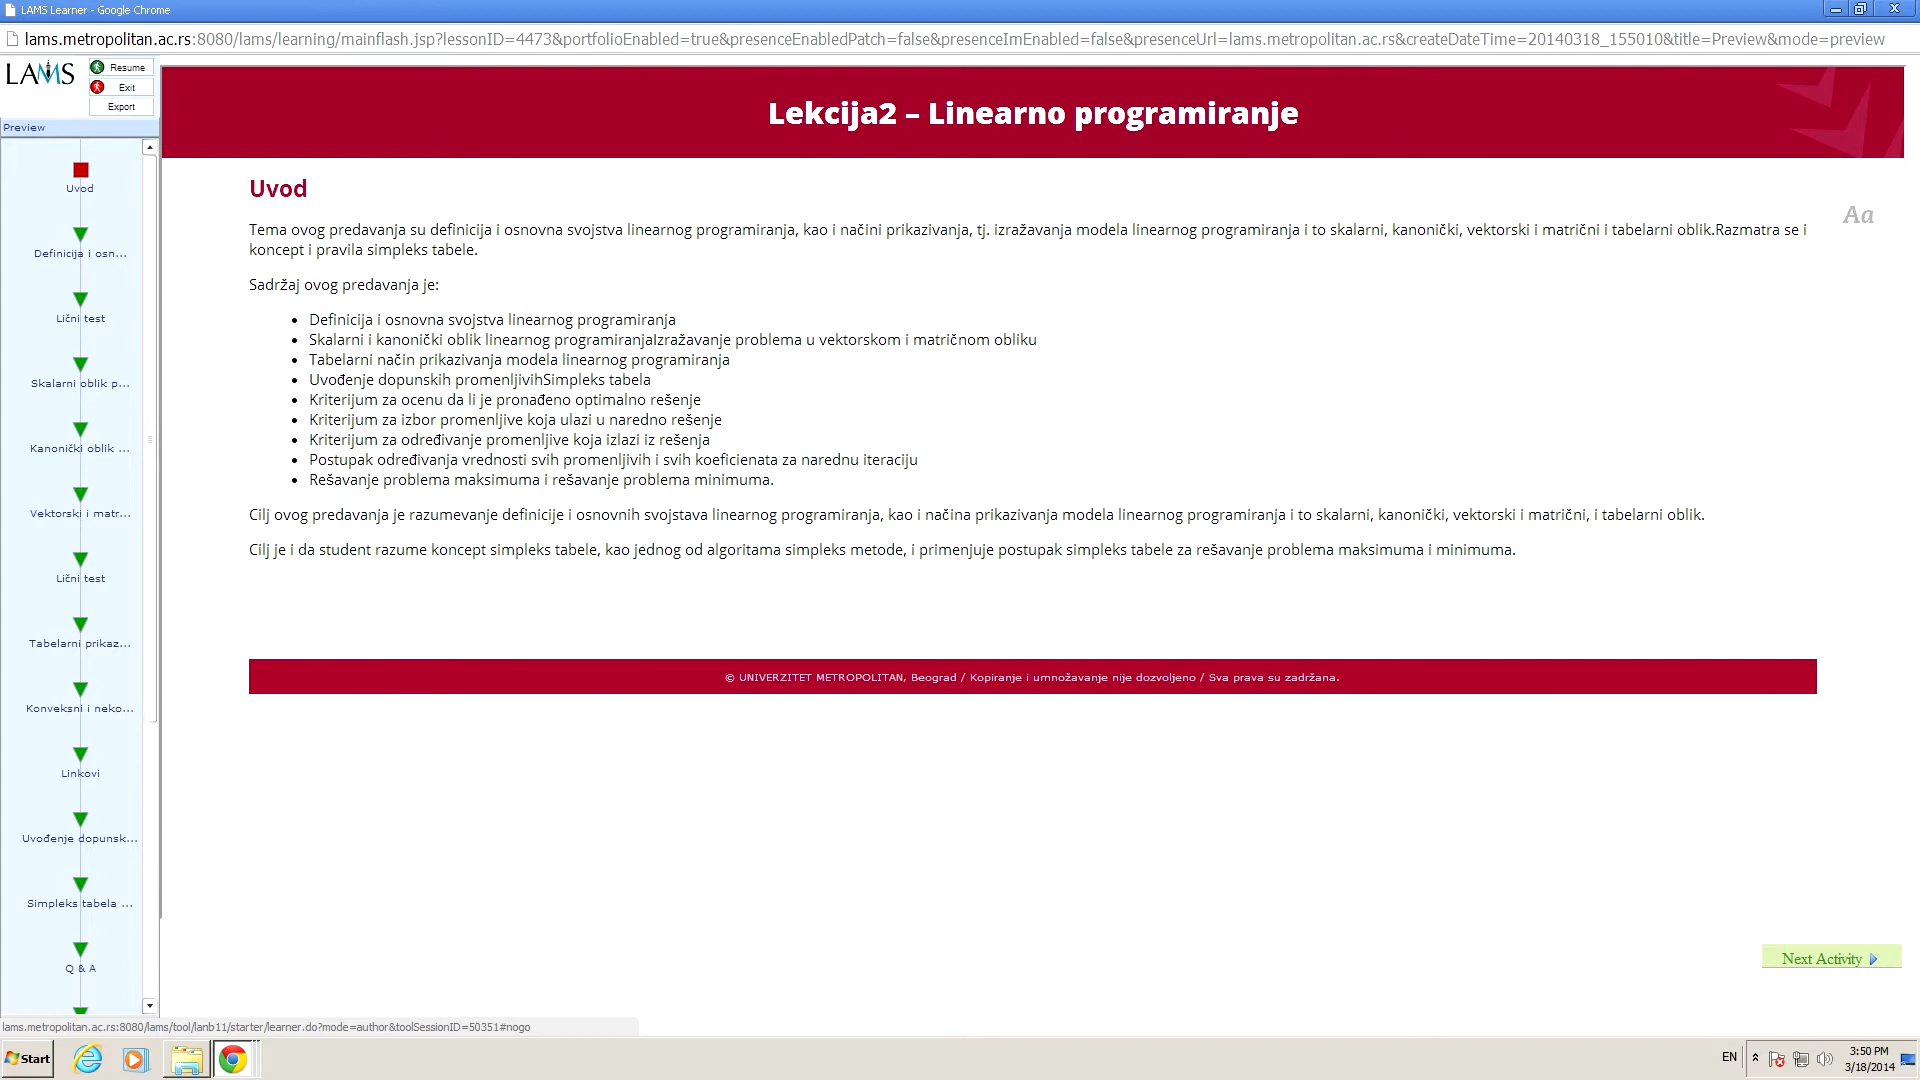 LAMS Learner - Google Chrome
lams.metropolitan.ac.rs:8080/lams/learning/mainflash.jsp?lessonID=4473&portfolioEnabled=true&presenceEnabledPatch=false&presenceImEnabled=false&presenceUrl=lams.metropolitan.ac.rs&createDateTime=20140318_155010&title=Preview&mode=preview
LAMS
Resume
Exit
Export
Preview
Uvod
Definicija i osn...
Lični test
Skalarni oblik p...
Kanonički oblik ...
Vektorski i matr...
Lični test
Tabelarni prikaz...
Konveksni i neko...
Linkovi
Uvođenje dopunsk...
Simpleks tabela ...
Q & A
Lekcija2 – Linearno programiranje
Uvod
Aa
Tema ovog predavanja su definicija i osnovna svojstva linearnog programiranja, kao i načini prikazivanja, tj. izražavanja modela linearnog programiranja i to skalarni, kanonički, vektorski i matrični i tabelarni oblik.Razmatra se i
koncept i pravila simpleks tabele.
Sadržaj ovog predavanja je:
• Definicija i osnovna svojstva linearnog programiranja
• Skalarni i kanonički oblik linearnog programiranjaIzražavanje problema u vektorskom i matričnom obliku
• Tabelarni način prikazivanja modela linearnog programiranja
• Uvođenje dopunskih promenljivihSimpleks tabela
• Kriterijum za ocenu da li je pronađeno optimalno rešenje
• Kriterijum za izbor promenljive koja ulazi u naredno rešenje
• Kriterijum za određivanje promenljive koja izlazi iz rešenja
• Postupak određivanja vrednosti svih promenljivih i svih koeficienata za narednu iteraciju
• Rešavanje problema maksimuma i rešavanje problema minimuma.
Cilj ovog predavanja je razumevanje definicije i osnovnih svojstava linearnog programiranja, kao i načina prikazivanja modela linearnog programiranja i to skalarni, kanonički, vektorski i matrični, i tabelarni oblik.
Cilj je i da student razume koncept simpleks tabele, kao jednog od algoritama simpleks metode, i primenjuje postupak simpleks tabele za rešavanje problema maksimuma i minimuma.
© UNIVERZITET METROPOLITAN, Beograd / Kopiranje i umnožavanje nije dozvoljeno / Sva prava su zadržana.
Next Activity
lams.metropolitan.ac.rs:8080/lams/tool/lanb11/starter/learner.do?mode=author&toolSessionID=50351#nogo
Start
EN
3:50 PM
3/18/2014